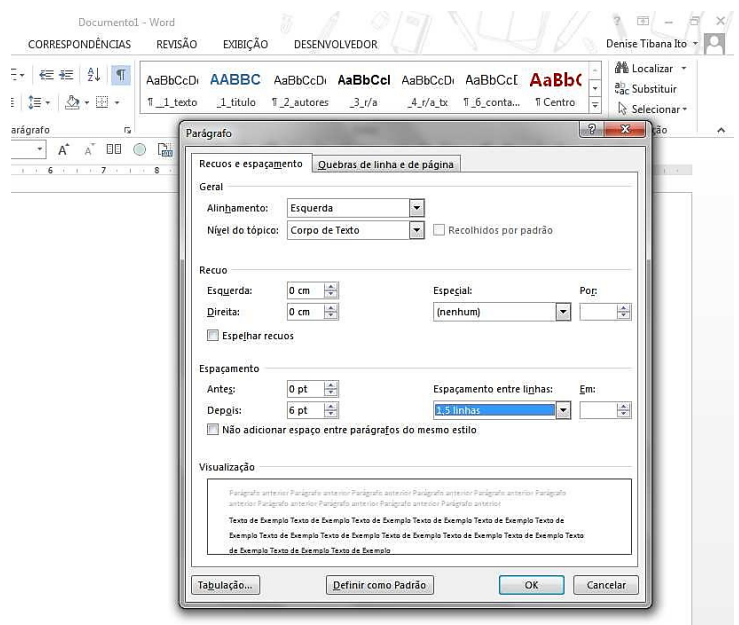 Documento1 - Word
CORRESPONDÊNCIAS REVISÃO EXIBIÇÃO DESENVOLVEDOR Denise Tibana Ito
AaBbCcDı AABBC AaBbCcDı AaBbCcl AaBbCcDı AaBbCcE AaBb(
¶ _1_texto _1_titulo ¶ _2_autores _3_r/a _4_r/a_tx ¶ _6_conta... ¶ Centro
Localizar
Substituir
Selecionar
arágrafo ção
6 7 8
Parágrafo
Recuos e espaçamento Quebras de linha e de página
Geral
Alinhamento: Esquerda
Nível do tópico: Corpo de Texto Recolhidos por padrão
Recuo
Esquerda: 0 cm Especial: Por:
Direita: 0 cm (nenhum)
Espelhar recuos
Espaçamento
Antes: 0 pt Espaçamento entre linhas: Em:
Depois: 6 pt 1,5 linhas
Não adicionar espaço entre parágrafos do mesmo estilo
Visualização
Parágrafo anterior Parágrafo anterior Parágrafo anterior Parágrafo anterior Parágrafo anterior Parágrafo
anterior Parágrafo anterior Parágrafo anterior Parágrafo anterior Parágrafo anterior
Texto de Exemplo Texto de Exemplo Texto de Exemplo Texto de Exemplo Texto de Exemplo Texto de
Exemplo Texto de Exemplo Texto de Exemplo Texto de Exemplo Texto de Exemplo Texto de Exemplo Texto
de Exemplo Texto de Exemplo Texto de Exemplo
Tabulação... Definir como Padrão OK Cancelar